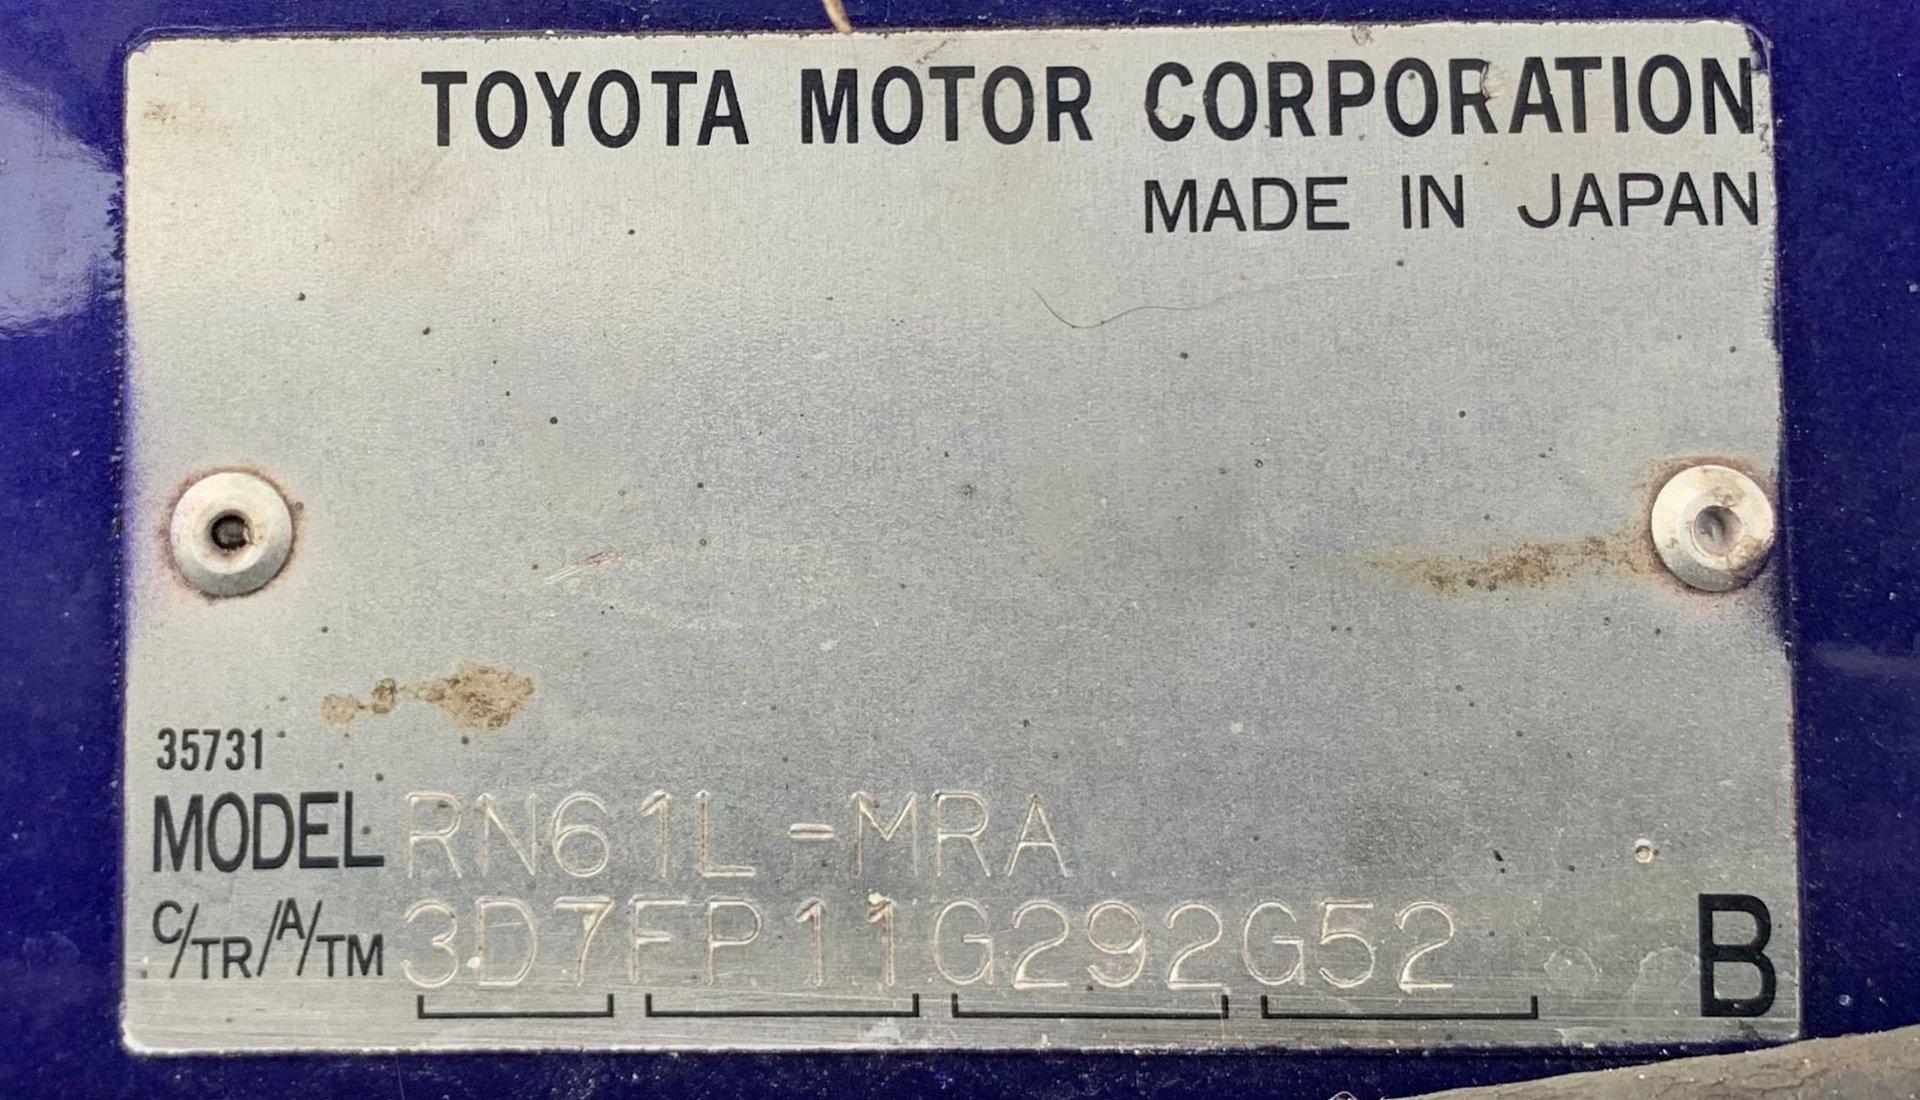 TOYOTA MOTOR CORPORATION
MADE IN JAPAN
35731
MODEL RN61L-MRA
C/TR/A/TM 3D7FP11G292G52
B